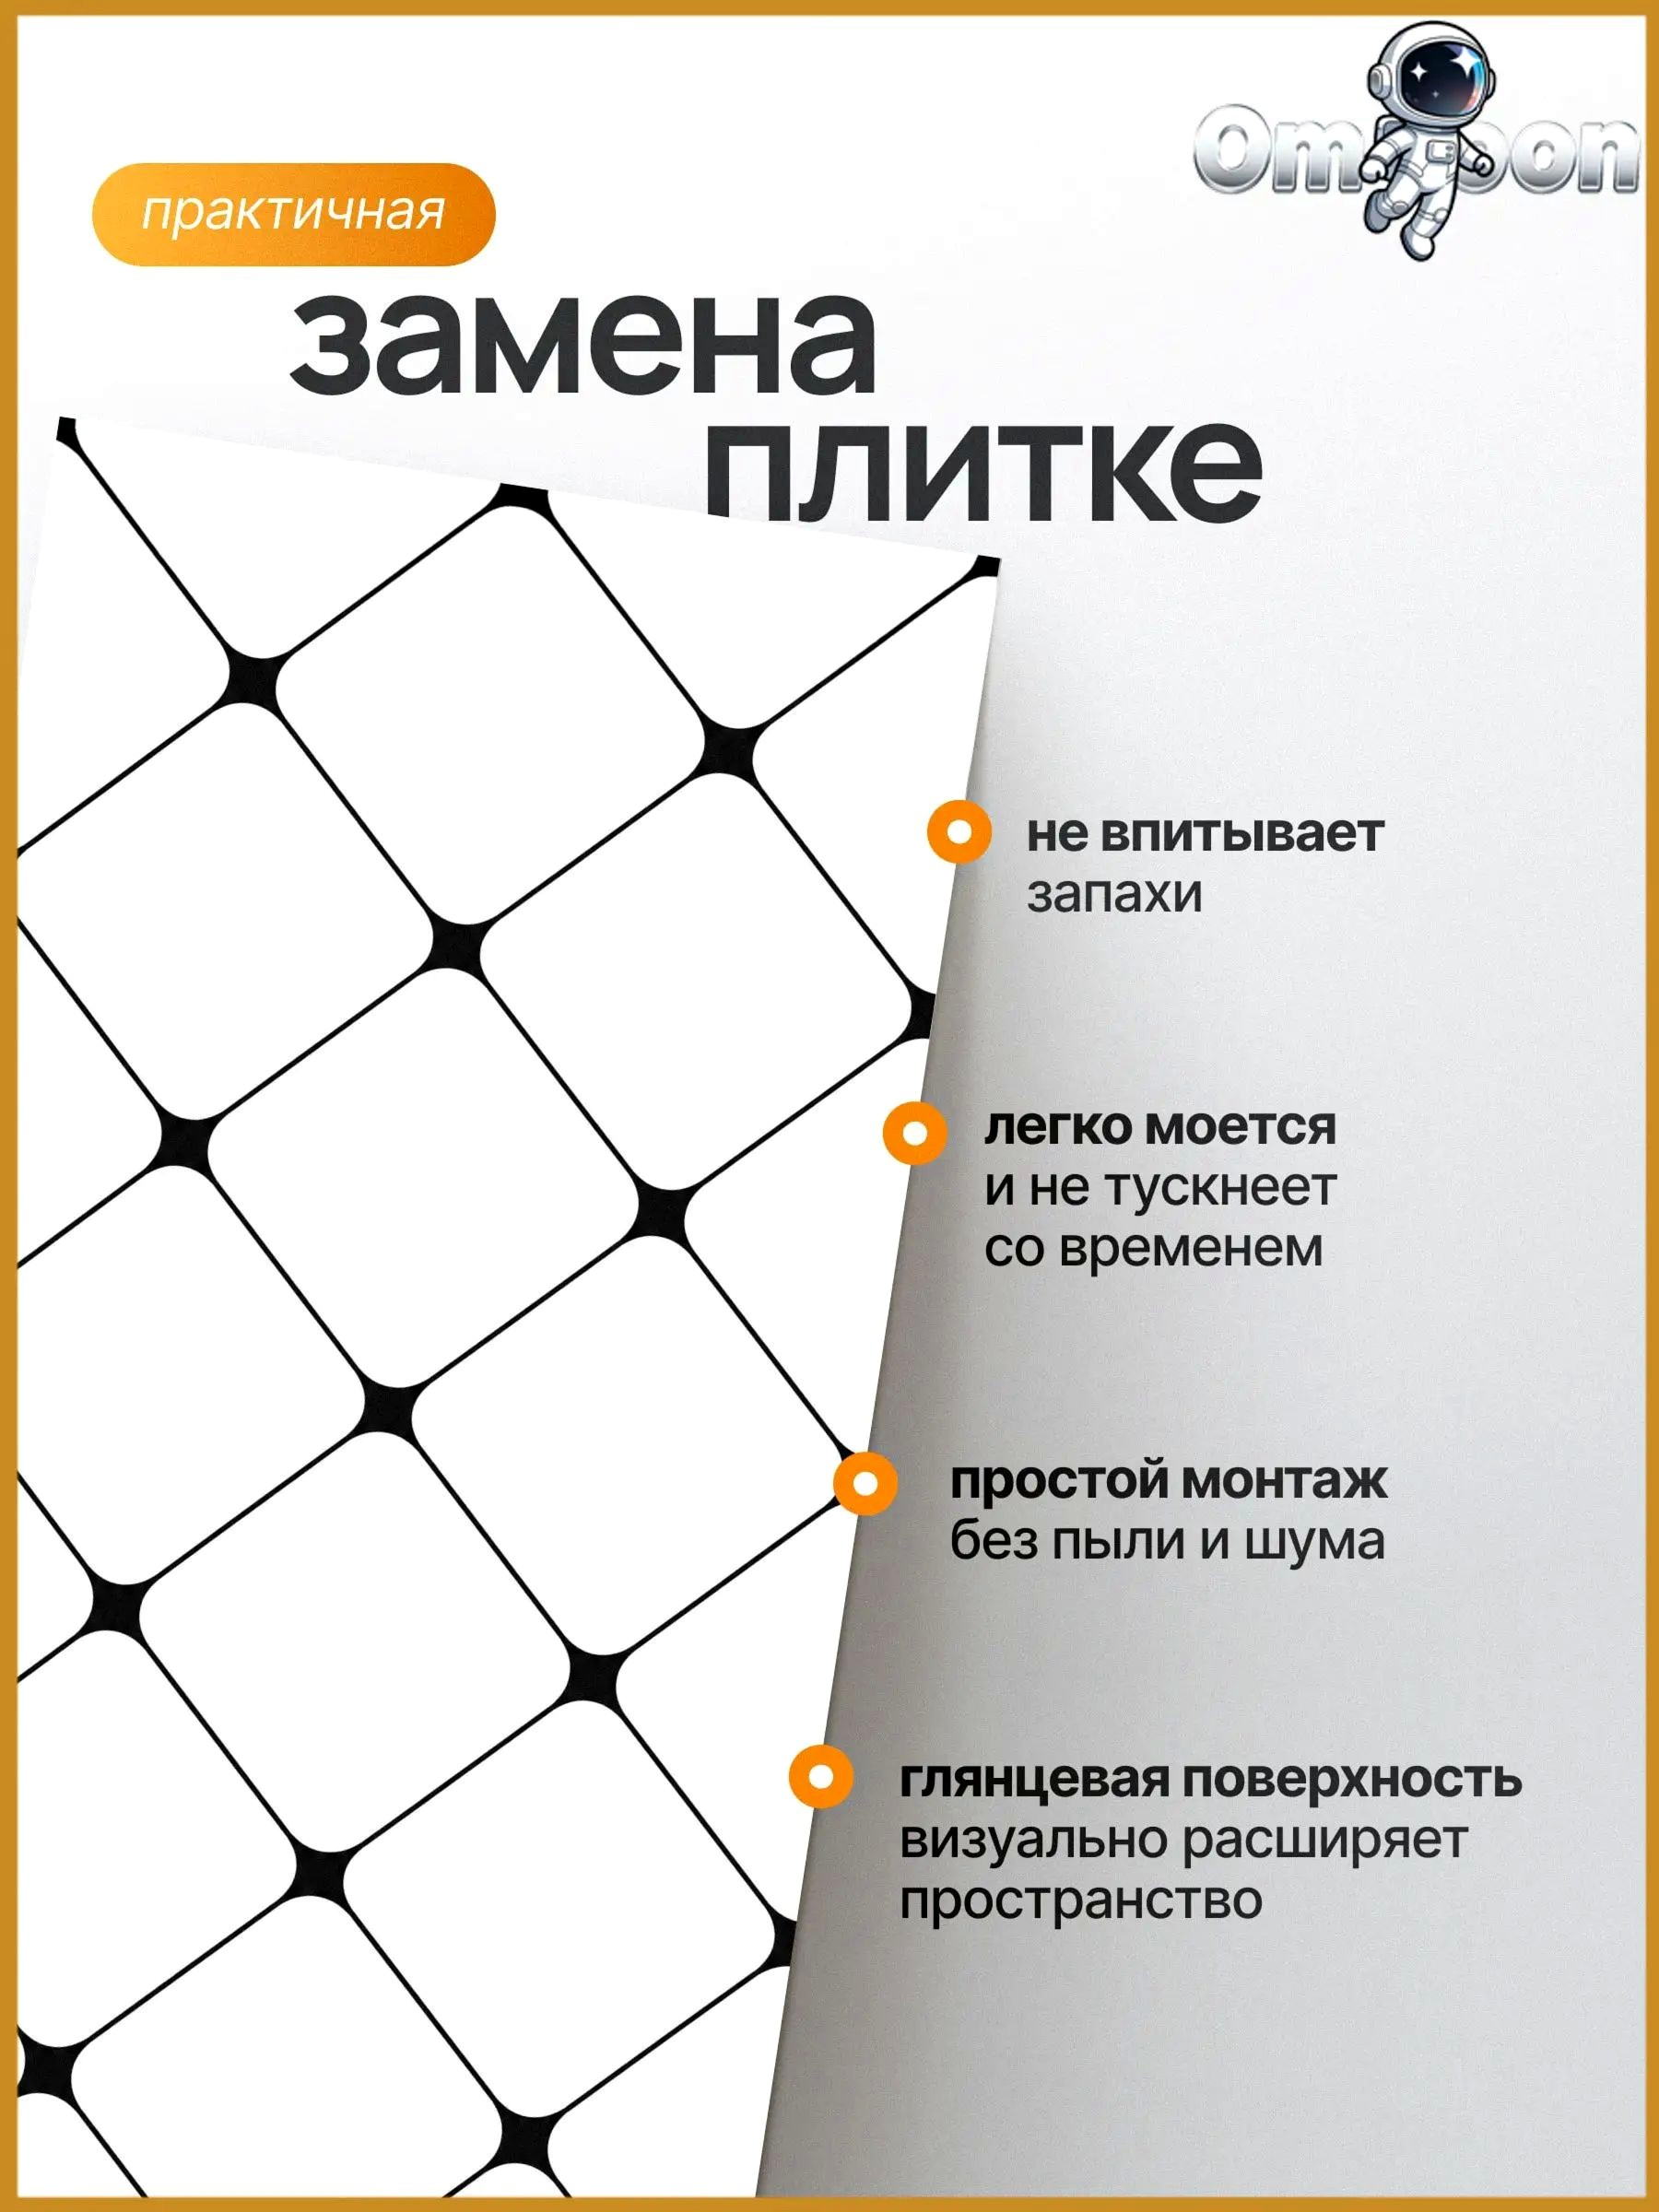 практичная
замена
плитке
не впитывает
запахи
легко моется
и не тускнеет
со временем
простой монтаж
без пыли и шума
глянцевая поверхность
визуально расширяет
пространство